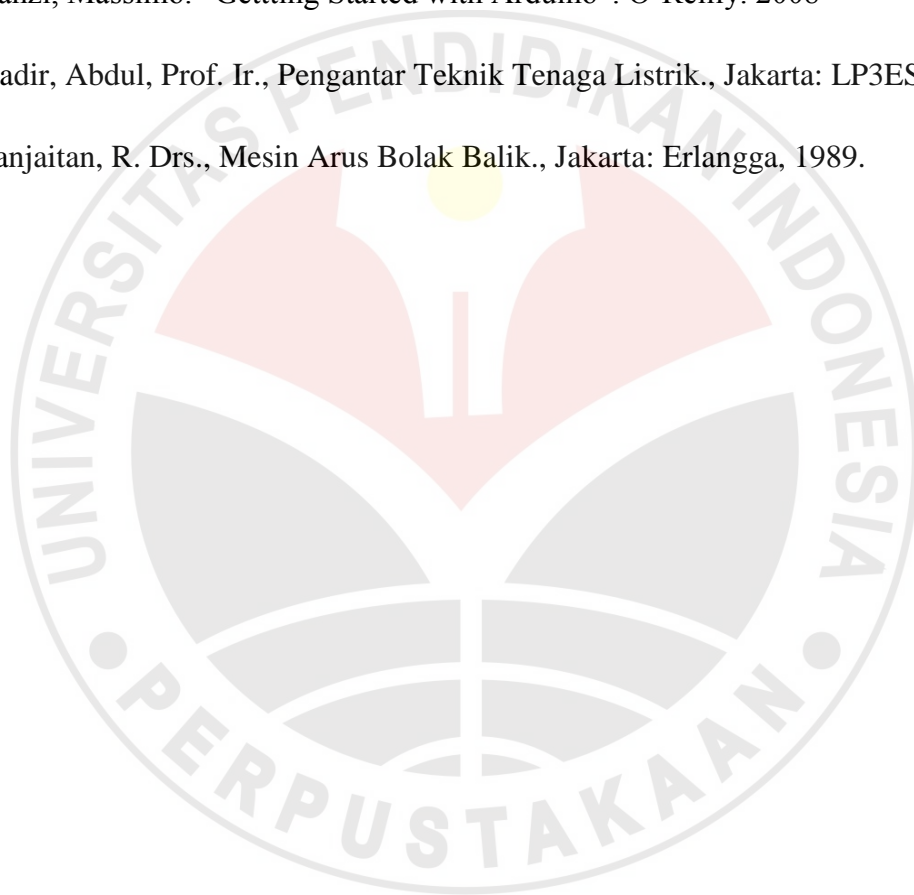 anzi, Massimo. "Gettting Started with Arduino". O'Reilly. 2008
adir, Abdul, Prof. Ir., Pengantar Teknik Tenaga Listrik., Jakarta: LP3ES
anjaitan, R. Drs., Mesin Arus Bolak Balik., Jakarta: Erlangga, 1989.
UNIVERSITAS PENDIDIKAN INDONESIA
PERPUSTAKAAN